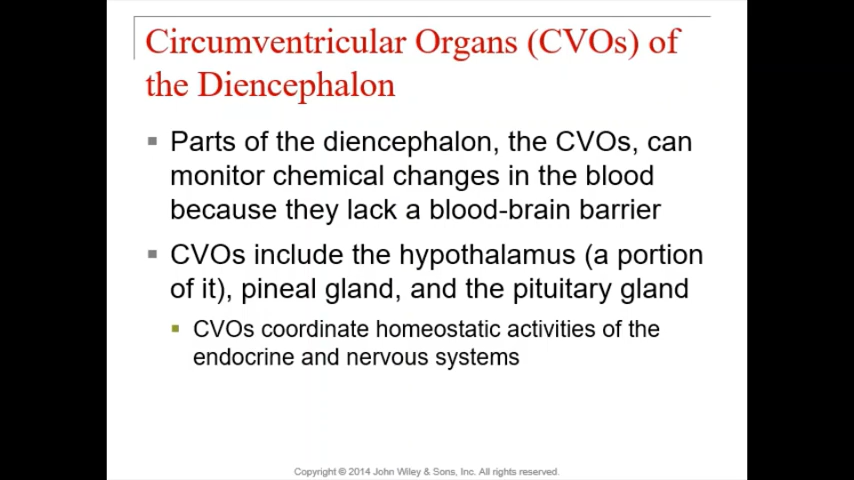 Circumventricular Organs (CVOs) of
the Diencephalon
Parts of the diencephalon, the CVOs, can
monitor chemical changes in the blood
because they lack a blood-brain barrier
CVOs include the hypothalamus (a portion
of it), pineal gland, and the pituitary gland
CVOs coordinate homeostatic activities of the
endocrine and nervous systems
Copyright © 2014 John Wiley & Sons, Inc. All rights reserved.